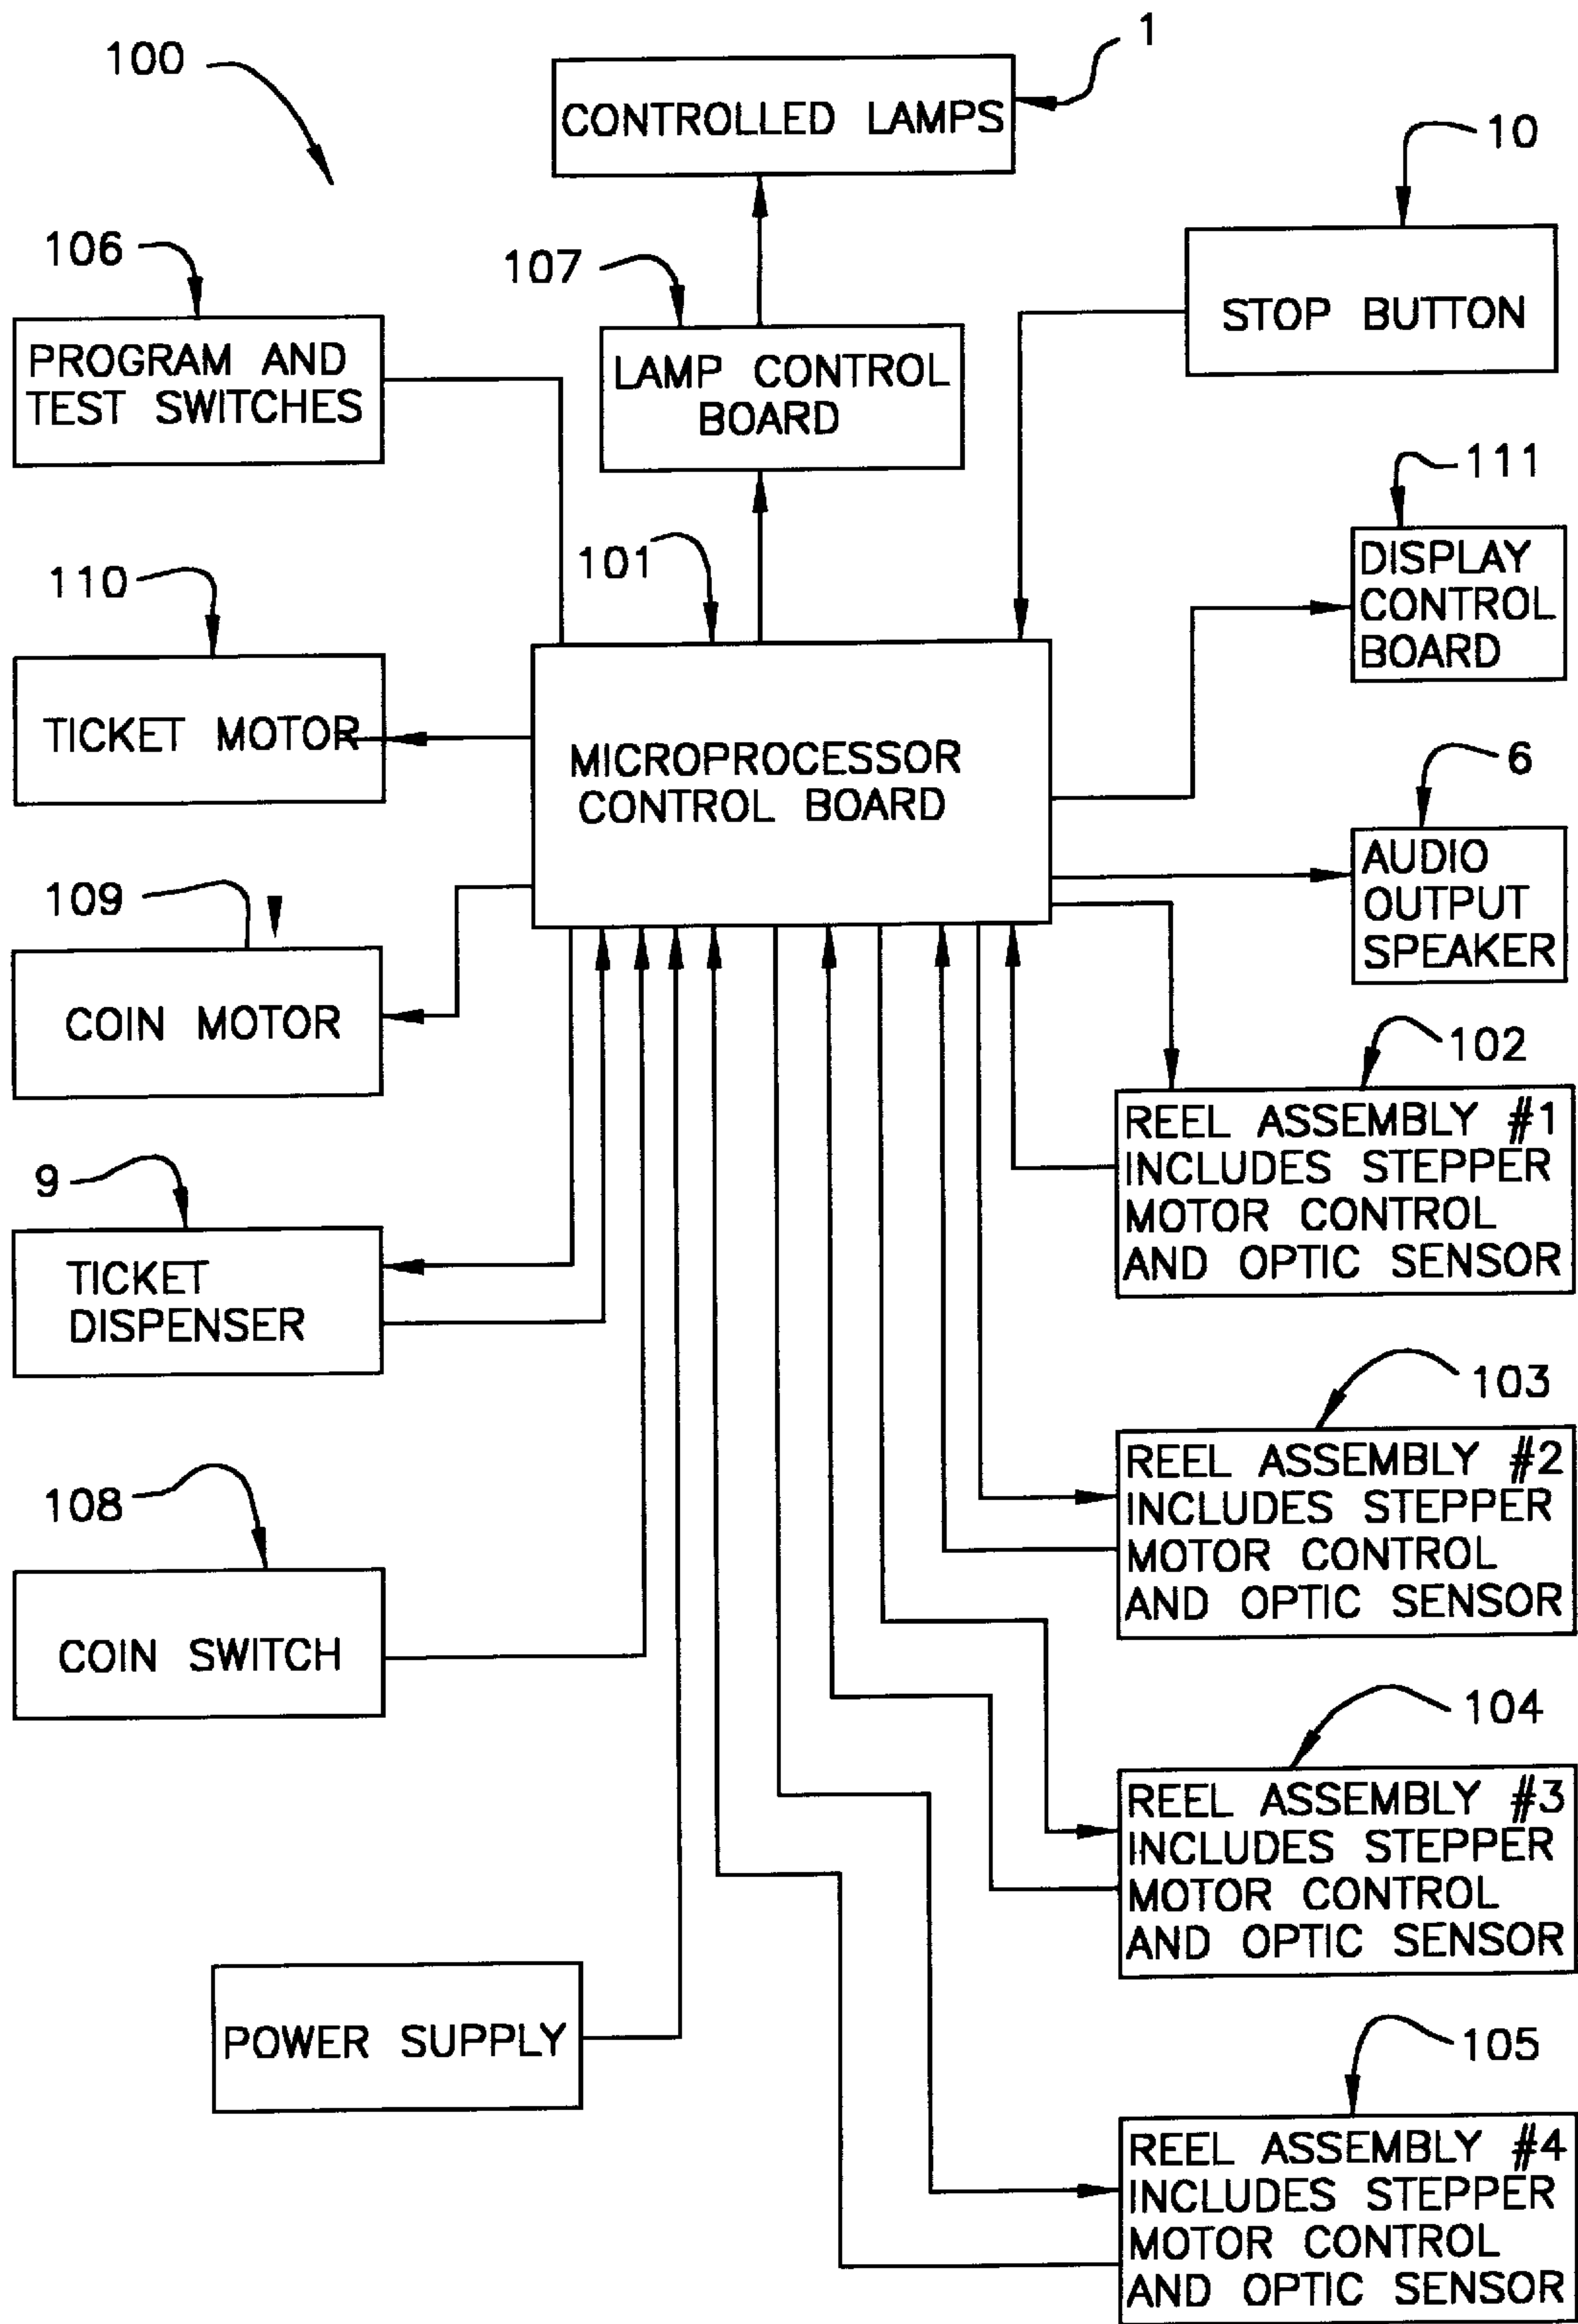 100
1
CONTROLLED LAMPS
10
STOP BUTTON
106
PROGRAM AND
TEST SWITCHES
107
LAMP CONTROL
BOARD
111
DISPLAY
CONTROL
BOARD
101
MICROPROCESSOR
CONTROL BOARD
110
TICKET MOTOR
6
AUDIO
OUTPUT
SPEAKER
109
COIN MOTOR
102
REEL ASSEMBLY #1
INCLUDES STEPPER
MOTOR CONTROL
AND OPTIC SENSOR
9
TICKET
DISPENSER
103
REEL ASSEMBLY #2
INCLUDES STEPPER
MOTOR CONTROL
AND OPTIC SENSOR
108
COIN SWITCH
104
REEL ASSEMBLY #3
INCLUDES STEPPER
MOTOR CONTROL
AND OPTIC SENSOR
POWER SUPPLY
105
REEL ASSEMBLY #4
INCLUDES STEPPER
MOTOR CONTROL
AND OPTIC SENSOR